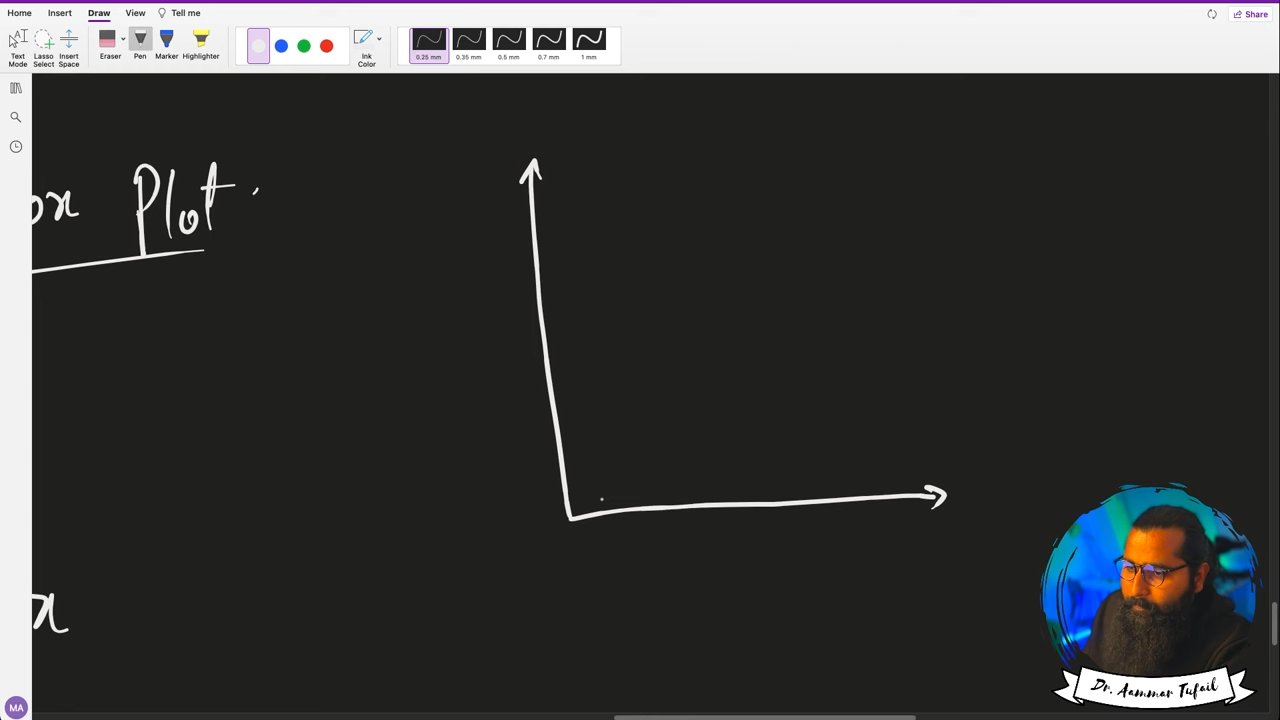 Home Insert Draw View Tell me Share
Text Mode Lasso Select Insert Space Eraser Pen Marker Highlighter Ink Color 0.25 mm 0.35 mm 0.5 mm 0.7 mm 1 mm
ox Plot
x
Dr. Aammar Tufail
MA